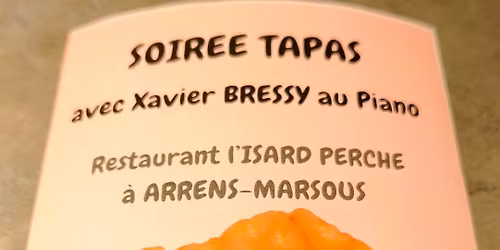 SOIREE TAPAS
avec Xavier BRESSY au Piano
Restaurant l'ISARD PERCHE
à ARRENS-MARSOUS